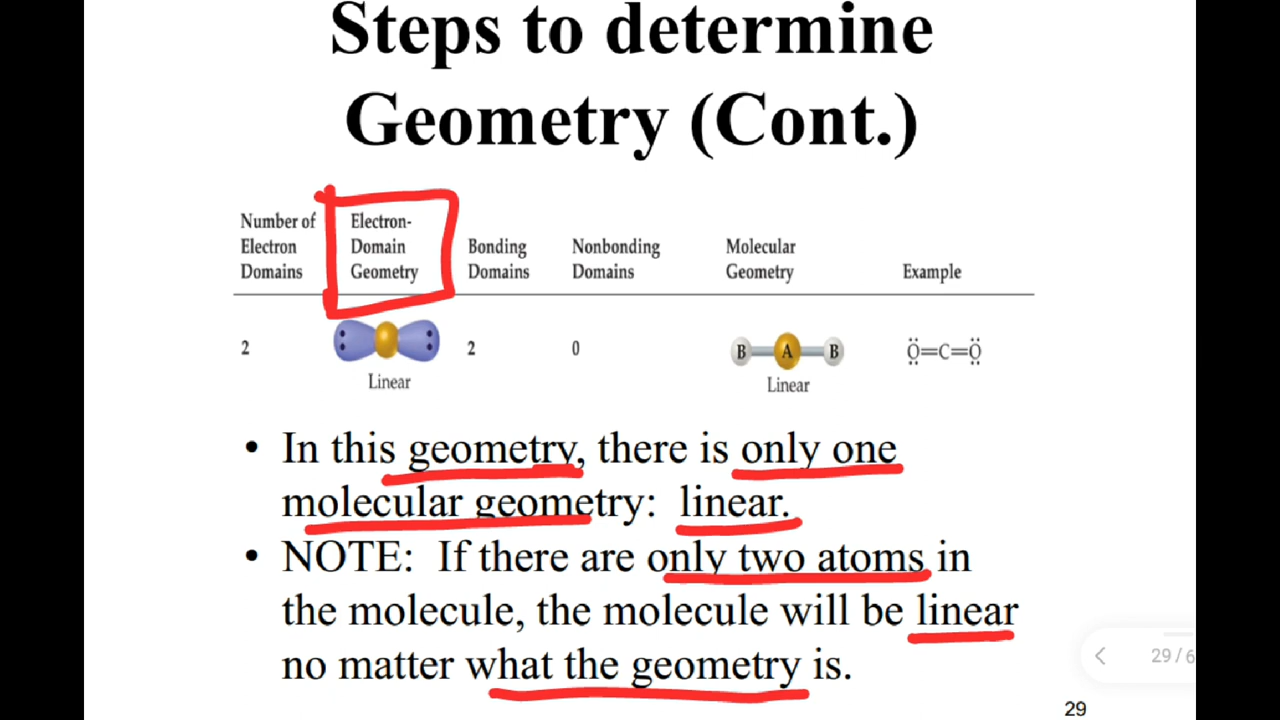 Steps to determine
Geometry (Cont.)
Number of Electron Domains
Electron-Domain Geometry
Bonding Domains
Nonbonding Domains
Molecular Geometry
Example
2
Linear
2
0
B A B
Linear
Ö=C=Ö
• In this geometry, there is only one
molecular geometry: linear.
• NOTE: If there are only two atoms in
the molecule, the molecule will be linear
no matter what the geometry is.
29 / 6
29